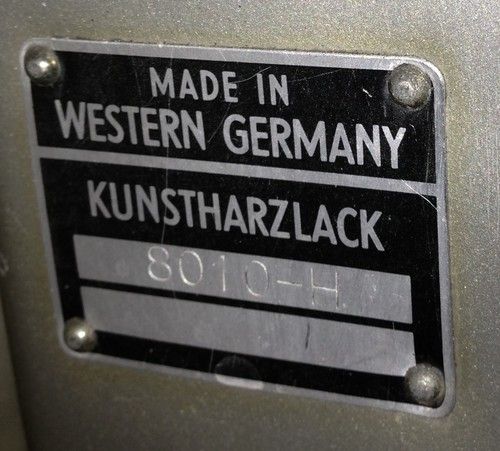 MADE IN
WESTERN GERMANY
KUNSTHARZLACK
8010-H